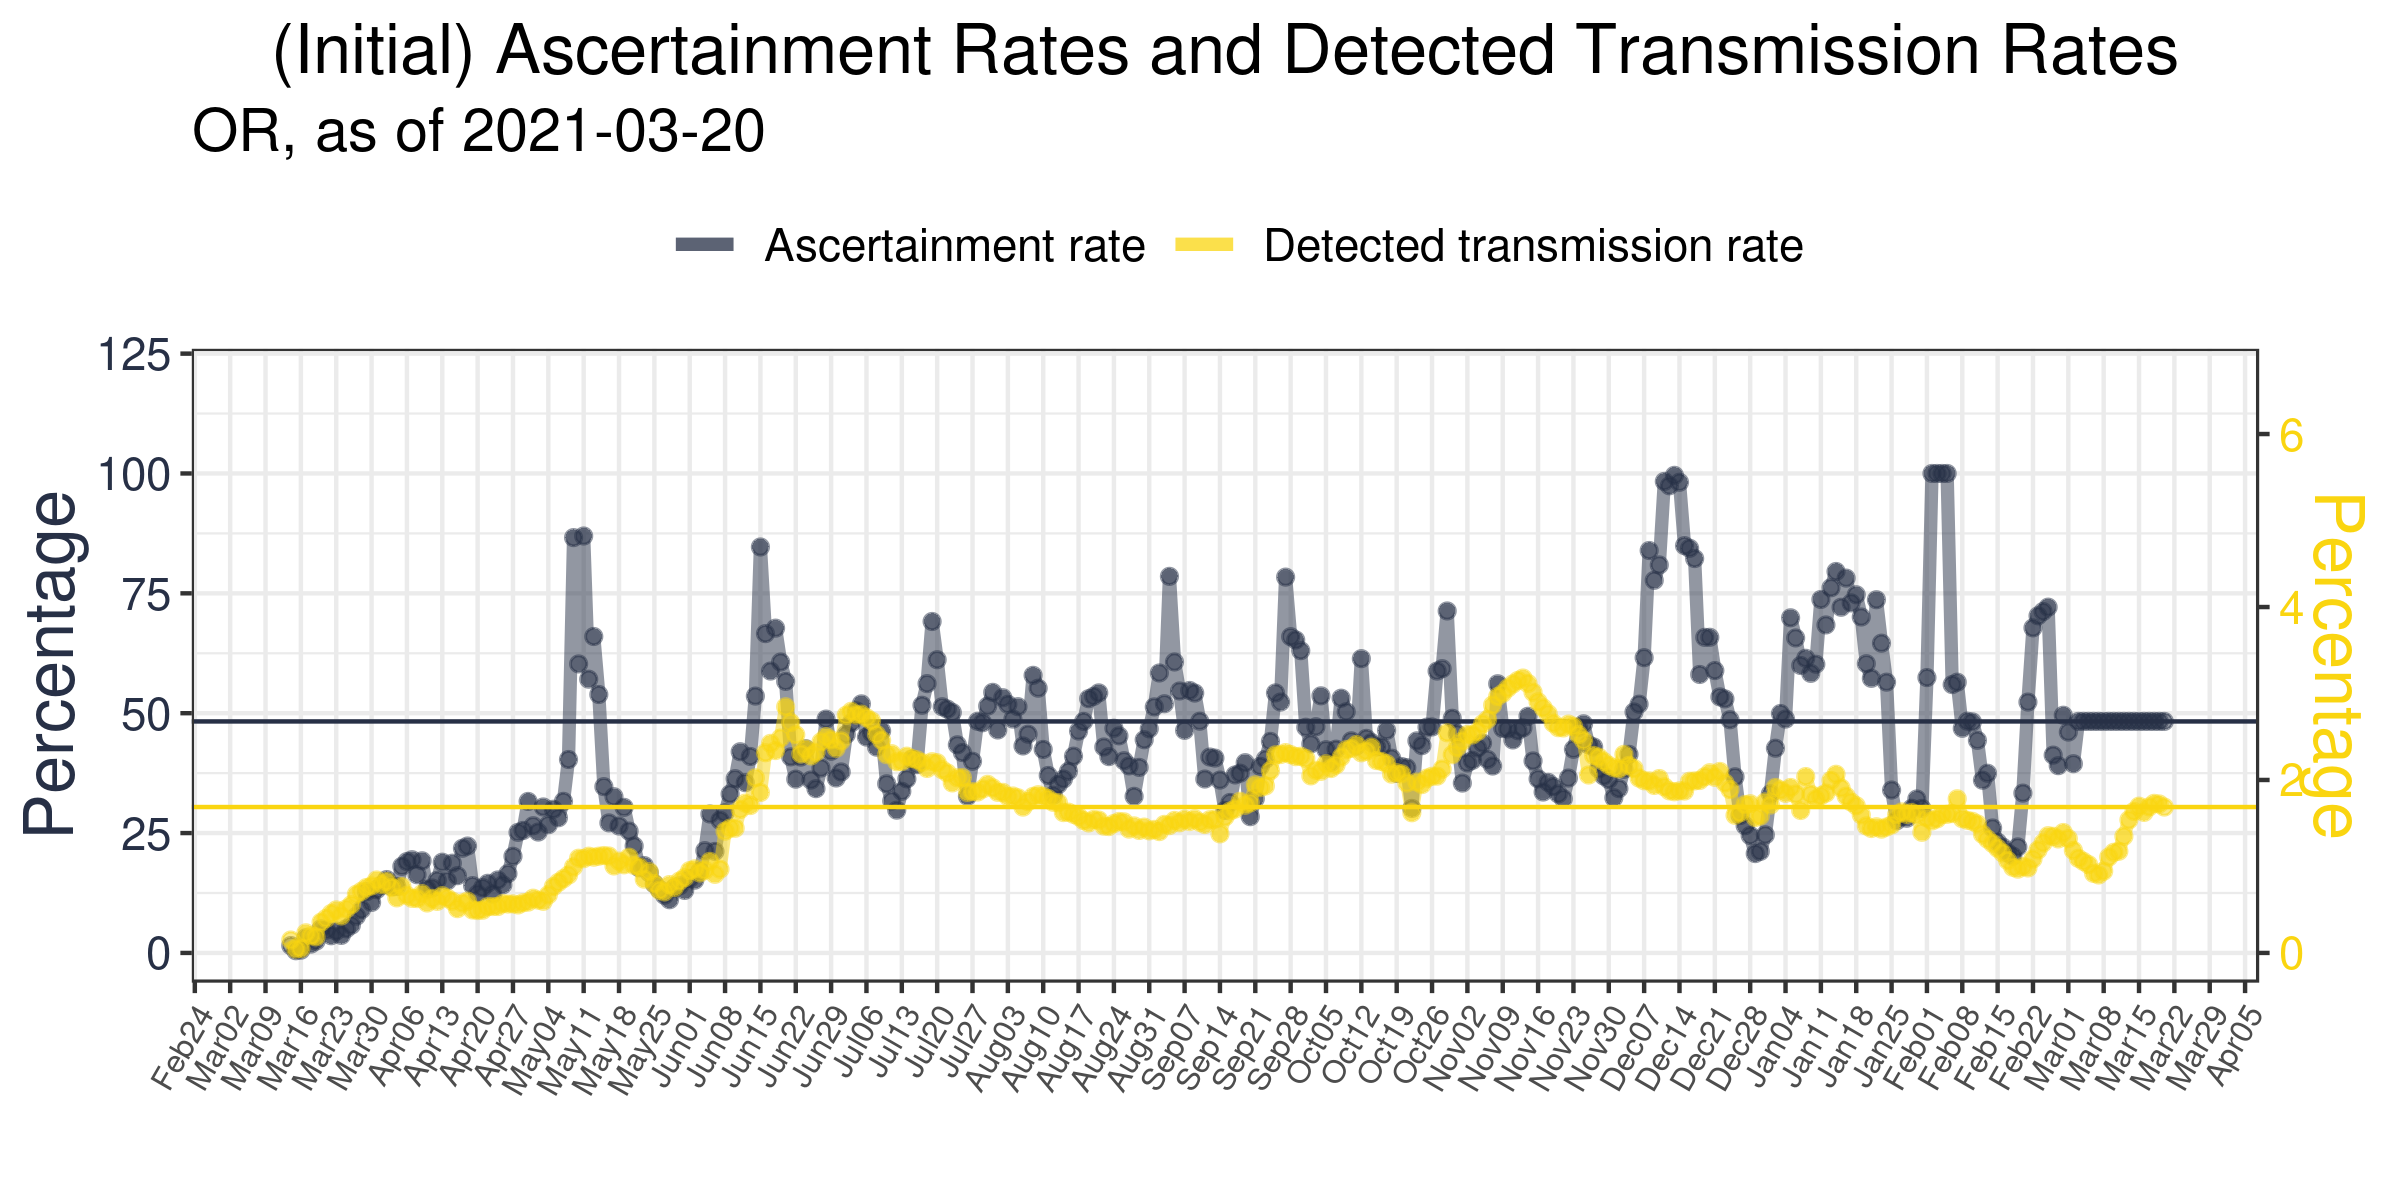 (Initial) Ascertainment Rates and Detected Transmission Rates
OR, as of 2021-03-20
Ascertainment rate
Detected transmission rate
Percentage
125
100
75
50
25
0
6
4
2
0
Percentage
Feb24
Mar02
Mar09
Mar16
Mar23
Mar30
Apr06
Apr13
Apr20
Apr27
May04
May11
May18
May25
Jun01
Jun08
Jun15
Jun22
Jun29
Jul06
Jul13
Jul20
Jul27
Aug03
Aug10
Aug17
Aug24
Aug31
Sep07
Sep14
Sep21
Sep28
Oct05
Oct12
Oct19
Oct26
Nov02
Nov09
Nov16
Nov23
Nov30
Dec07
Dec14
Dec21
Dec28
Jan04
Jan11
Jan18
Jan25
Feb01
Feb08
Feb15
Feb22
Mar01
Mar08
Mar15
Mar22
Mar29
Apr05